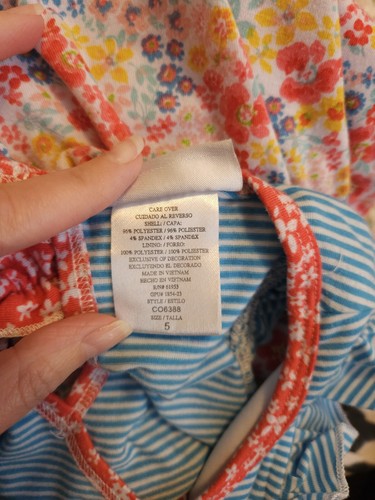 CARE OVER
CUIDADO AL REVERSO
SHELL: / CAPA:
96% POLYESTER / 96% POLIESTER
4% SPANDEX / 4% SPANDEX
LINING: / FORRO:
100% POLYESTER / 100% POLIESTER
EXCLUSIVE OF DECORATION
EXCLUYENDO EL DECORADO
MADE IN VIETNAM
HECHO EN VIETNAM
STYLE / ESTILO
CO6388
SIZE / TALLA
5